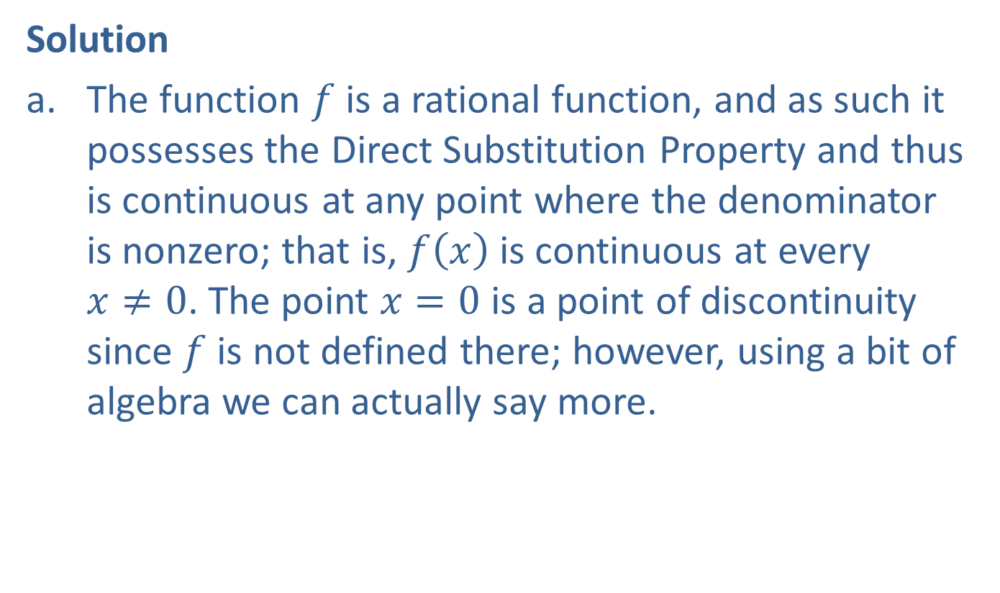 Solution
a. The function f is a rational function, and as such it
possesses the Direct Substitution Property and thus
is continuous at any point where the denominator
is nonzero; that is, f(x) is continuous at every
x ≠ 0. The point x = 0 is a point of discontinuity
since f is not defined there; however, using a bit of
algebra we can actually say more.